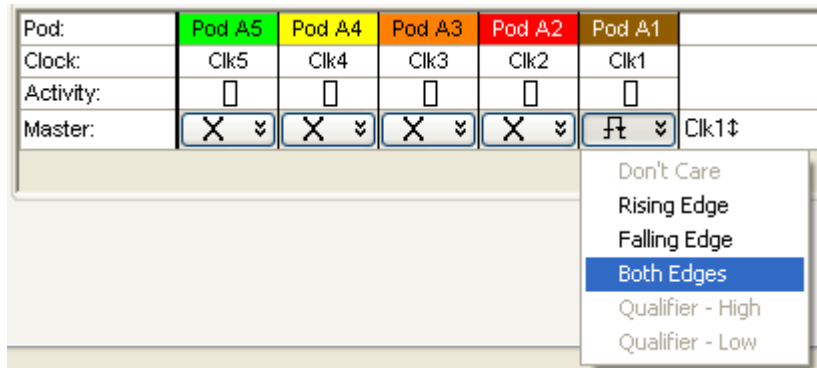 Pod: Pod A5 Pod A4 Pod A3 Pod A2 Pod A1
Clock: Clk5 Clk4 Clk3 Clk2 Clk1
Activity:
Master: X X X X Clk1↕
Don't Care
Rising Edge
Falling Edge
Both Edges
Qualifier - High
Qualifier - Low